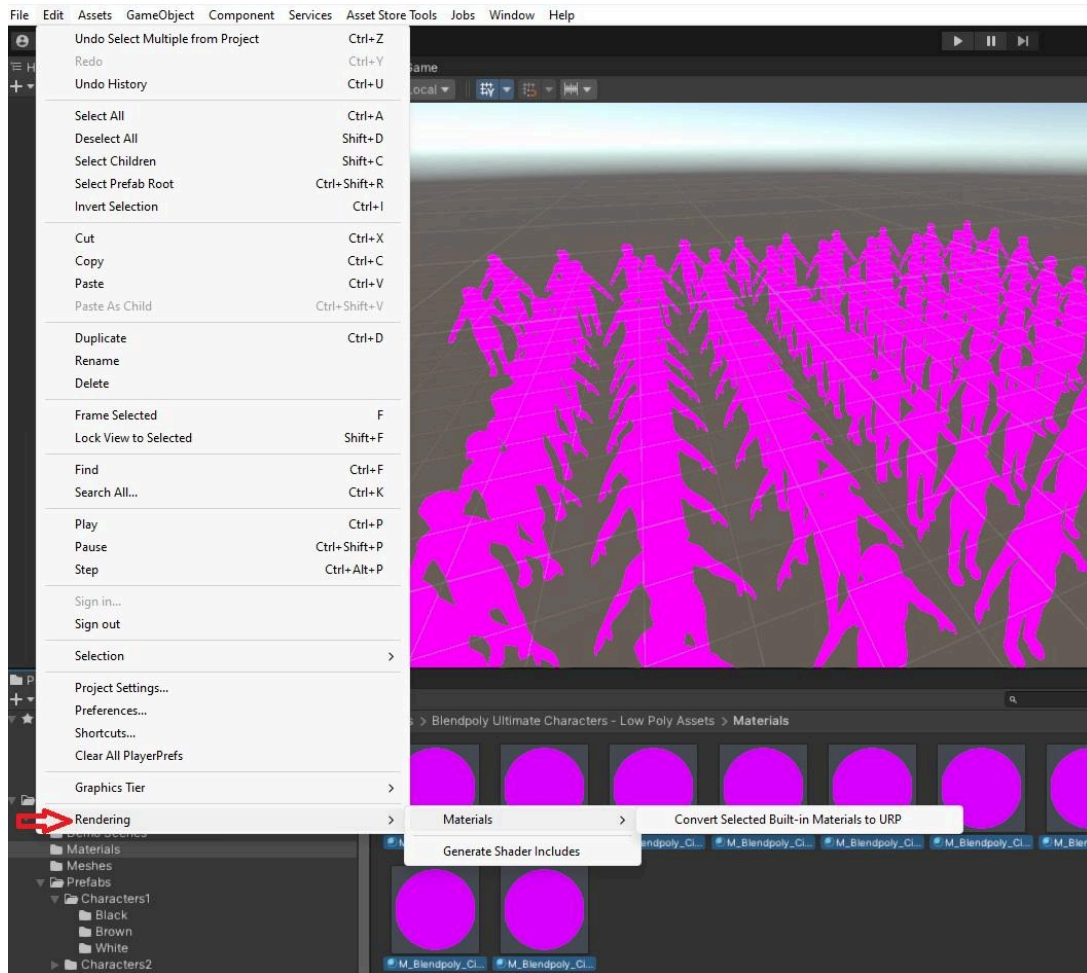 File Edit Assets GameObject Component Services Asset Store Tools Jobs Window Help
Undo Select Multiple from Project Ctrl+Z
Redo Ctrl+Y
Undo History Ctrl+U
Select All Ctrl+A
Deselect All Shift+D
Select Children Shift+C
Select Prefab Root Ctrl+Shift+R
Invert Selection Ctrl+I
Cut Ctrl+X
Copy Ctrl+C
Paste Ctrl+V
Paste As Child Ctrl+Shift+V
Duplicate Ctrl+D
Rename
Delete
Frame Selected F
Lock View to Selected Shift+F
Find Ctrl+F
Search All... Ctrl+K
Play Ctrl+P
Pause Ctrl+Shift+P
Step Ctrl+Alt+P
Sign in...
Sign out
Selection >
Project Settings...
Preferences...
Shortcuts...
Clear All PlayerPrefs
Graphics Tier >
Rendering >
Materials >
Convert Selected Built-in Materials to URP
Generate Shader Includes
> Blendpoly Ultimate Characters - Low Poly Assets > Materials
Demo Scenes
Materials
Meshes
Prefabs
Characters1
Black
Brown
White
Characters2
M_Blendpoly_Ci... M_Blendpoly_Ci... M_Blendpoly_Ci...
M_Blendpoly_Ci... M_Blendpoly_Ci...